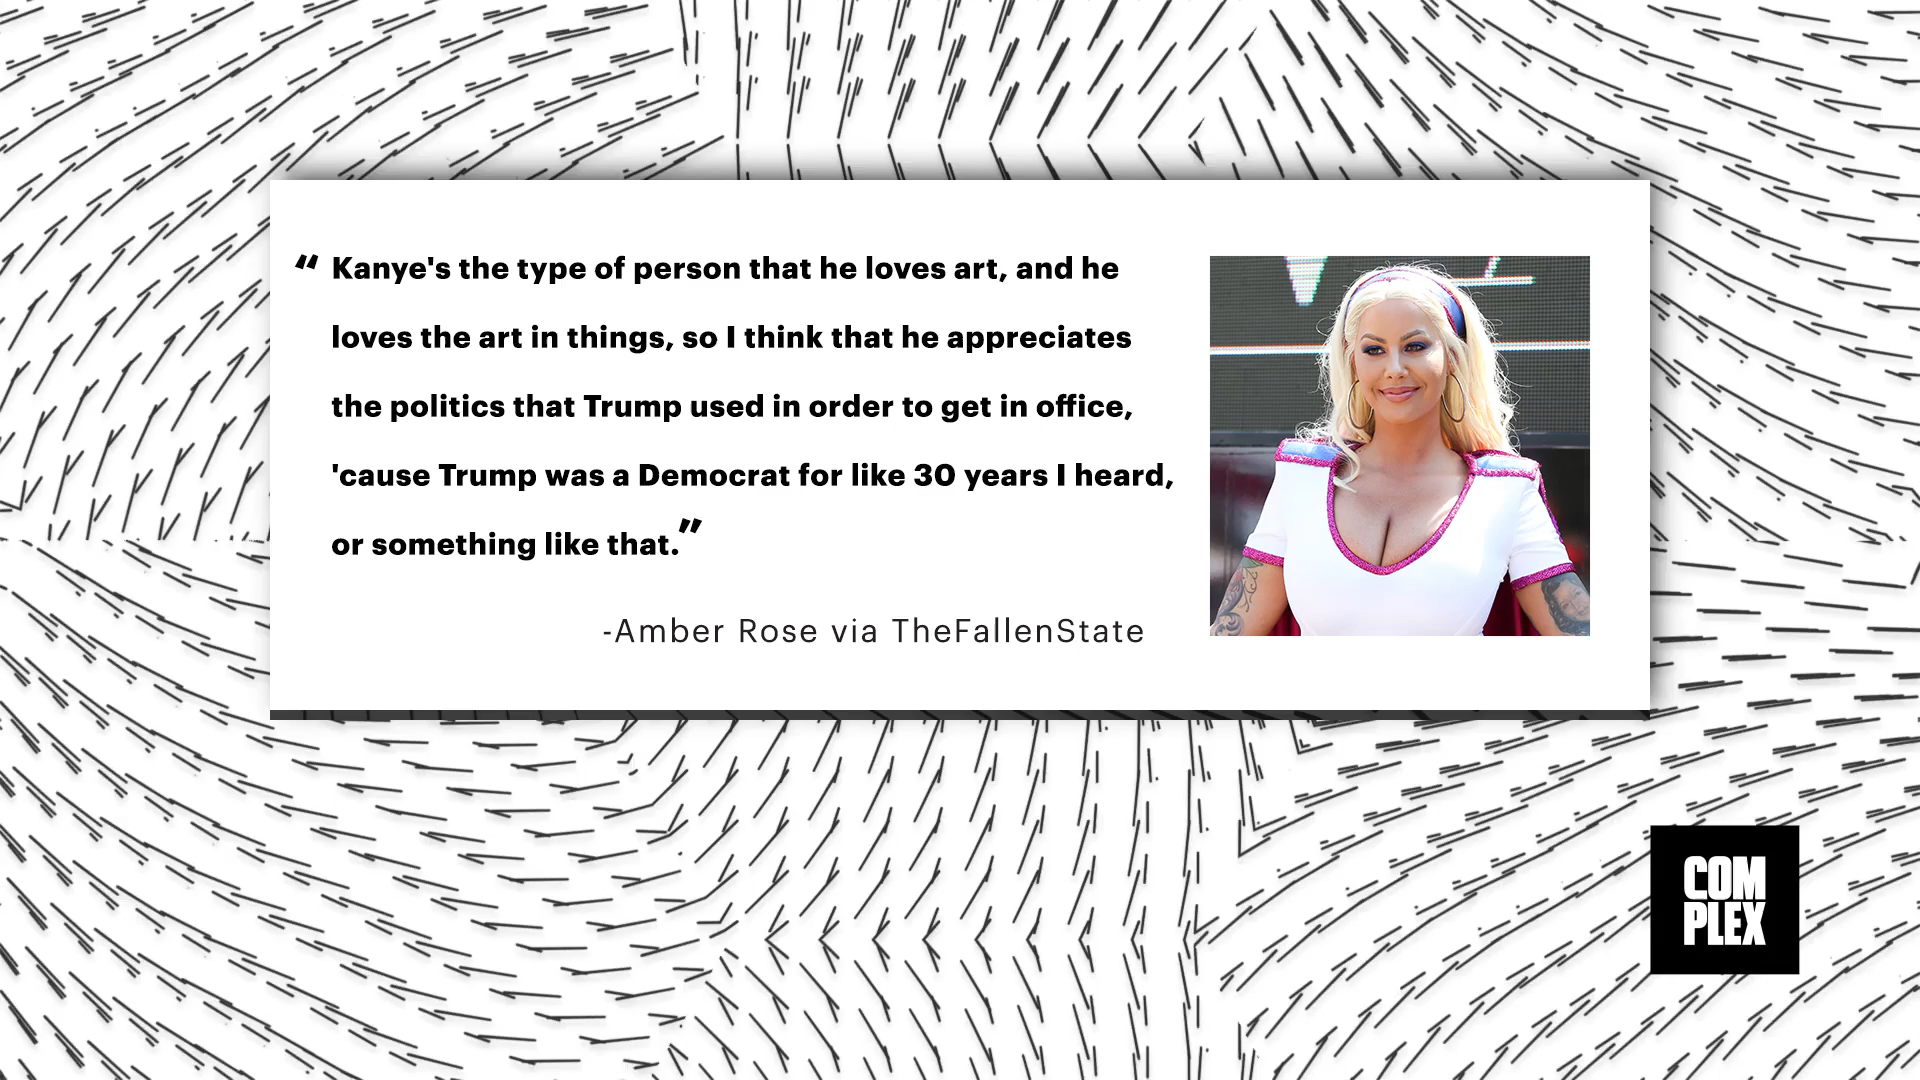 “ Kanye's the type of person that he loves art, and he
loves the art in things, so I think that he appreciates
the politics that Trump used in order to get in office,
'cause Trump was a Democrat for like 30 years I heard,
or something like that.”
-Amber Rose via TheFallenState
COM
PLEX